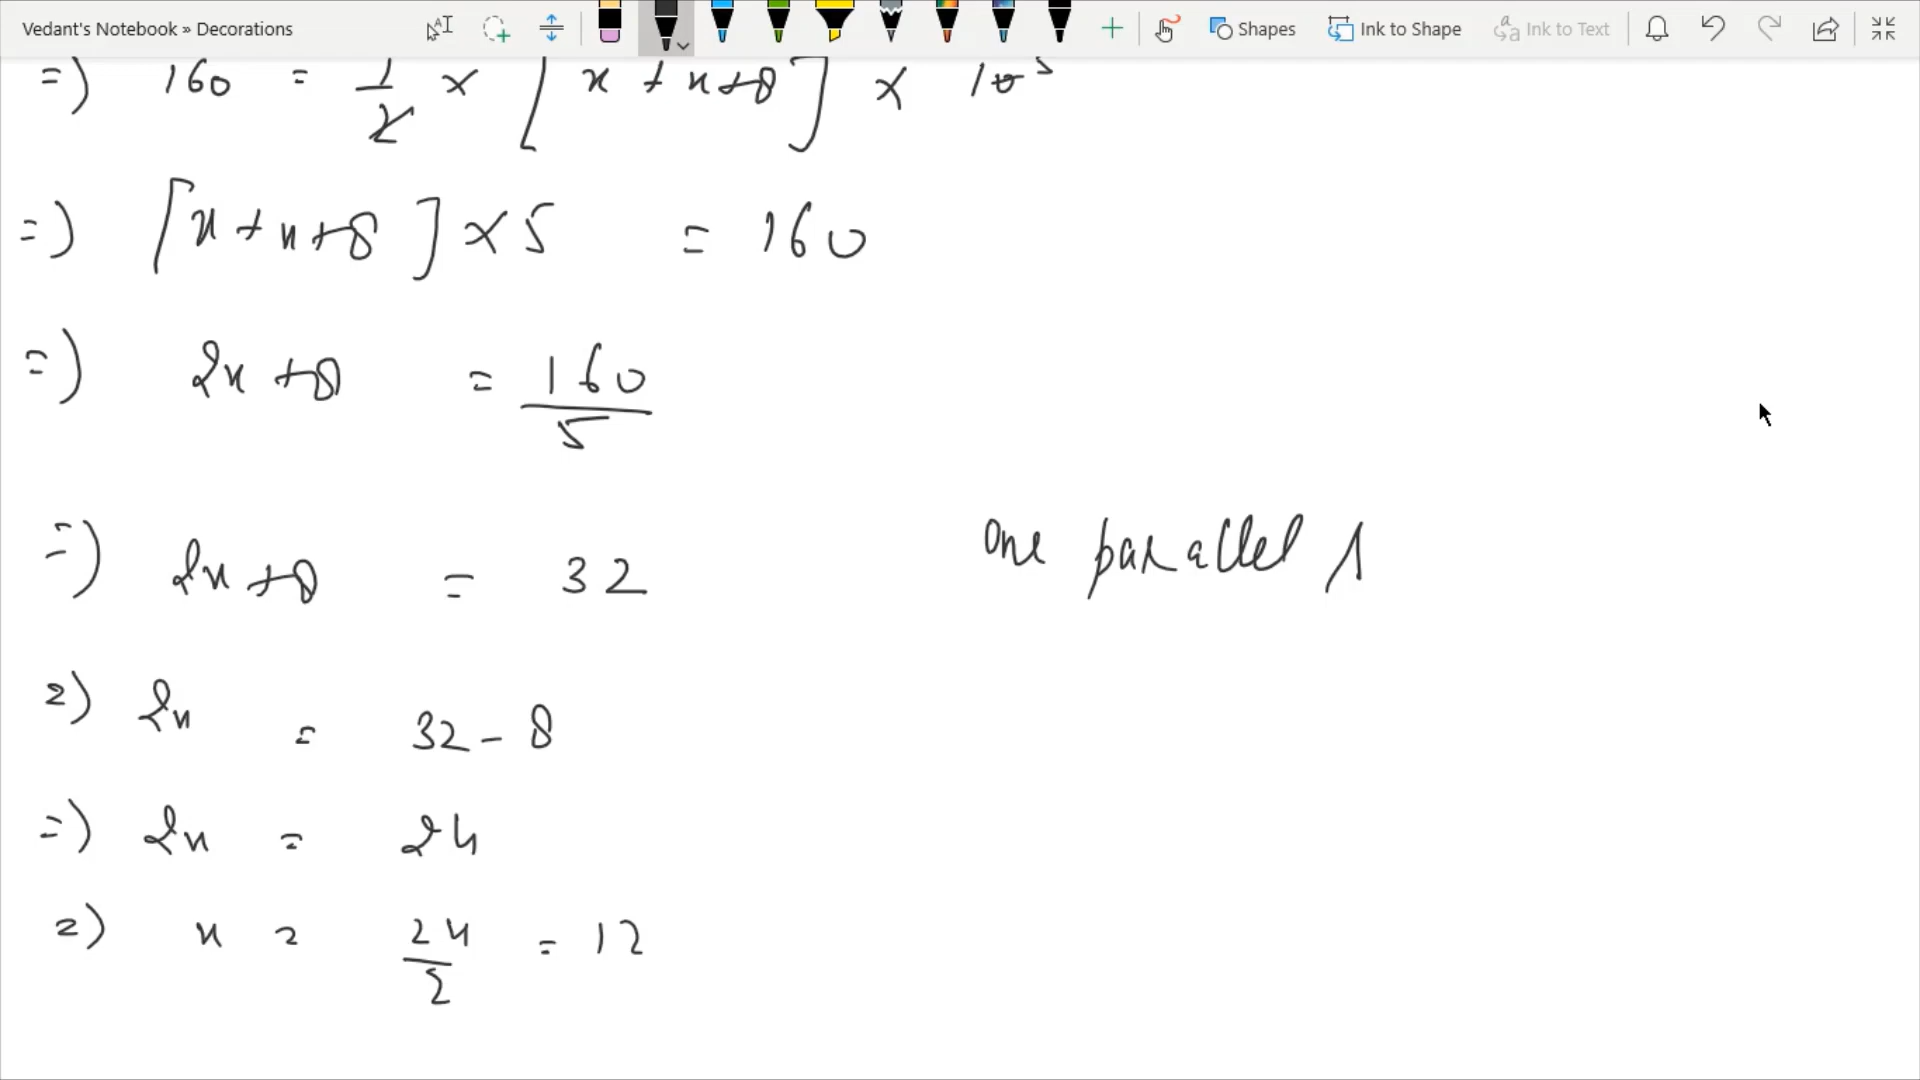 Vedant's Notebook » Decorations
Shapes
Ink to Shape
Ink to Text
=) 160 = 1/2 × [x + x+8] × 10 5
=) [x + x+8] × 5 = 160
=) 2x +8 = 160/5
=) 2x +8 = 32
One parallel
=) 2x = 32 - 8
=) 2x = 24
=) x = 24/2 = 12